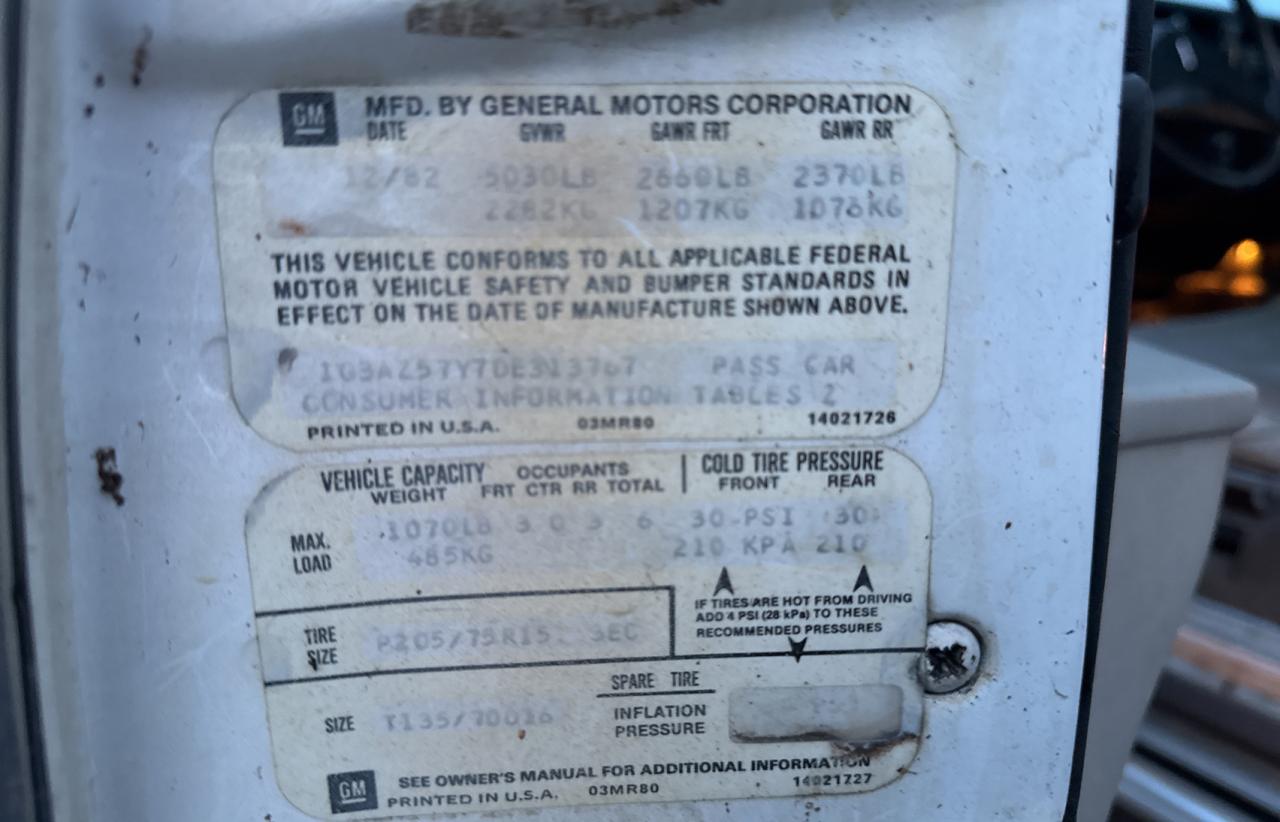 GM MFD. BY GENERAL MOTORS CORPORATION
DATE GVWR GAWR FRT GAWR RR
12/82 5030LB 2660LB 2370LB
2282KG 1207KG 1076KG
THIS VEHICLE CONFORMS TO ALL APPLICABLE FEDERAL
MOTOR VEHICLE SAFETY AND BUMPER STANDARDS IN
EFFECT ON THE DATE OF MANUFACTURE SHOWN ABOVE.
PASS CAR
CONSUMER INFORMATION TABLES 2
PRINTED IN U.S.A. 03MR80 14021726
VEHICLE CAPACITY OCCUPANTS COLD TIRE PRESSURE
WEIGHT FRT CTR RR TOTAL FRONT REAR
MAX. LOAD 1070LB 3 0 3 6 30-PSI 30
485KG 210 KPA 210
IF TIRES ARE HOT FROM DRIVING
ADD 4 PSI (28 kPa) TO THESE
RECOMMENDED PRESSURES
TIRE SIZE P205/75R15
SPARE TIRE
SIZE T135/70D16 INFLATION PRESSURE
GM SEE OWNER'S MANUAL FOR ADDITIONAL INFORMATION
PRINTED IN U.S.A. 03MR80 14021727